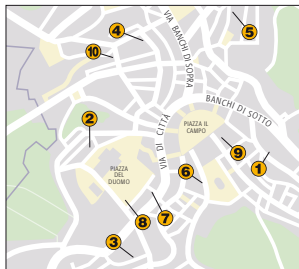 4
5
VIA BANCHI DI SOPRA
10
BANCHI DI SOTTO
2
PIAZZA IL
CAMPO
VIA DI CITTÀ
9
1
PIAZZA
DEL
DUOMO
6
8
7
3